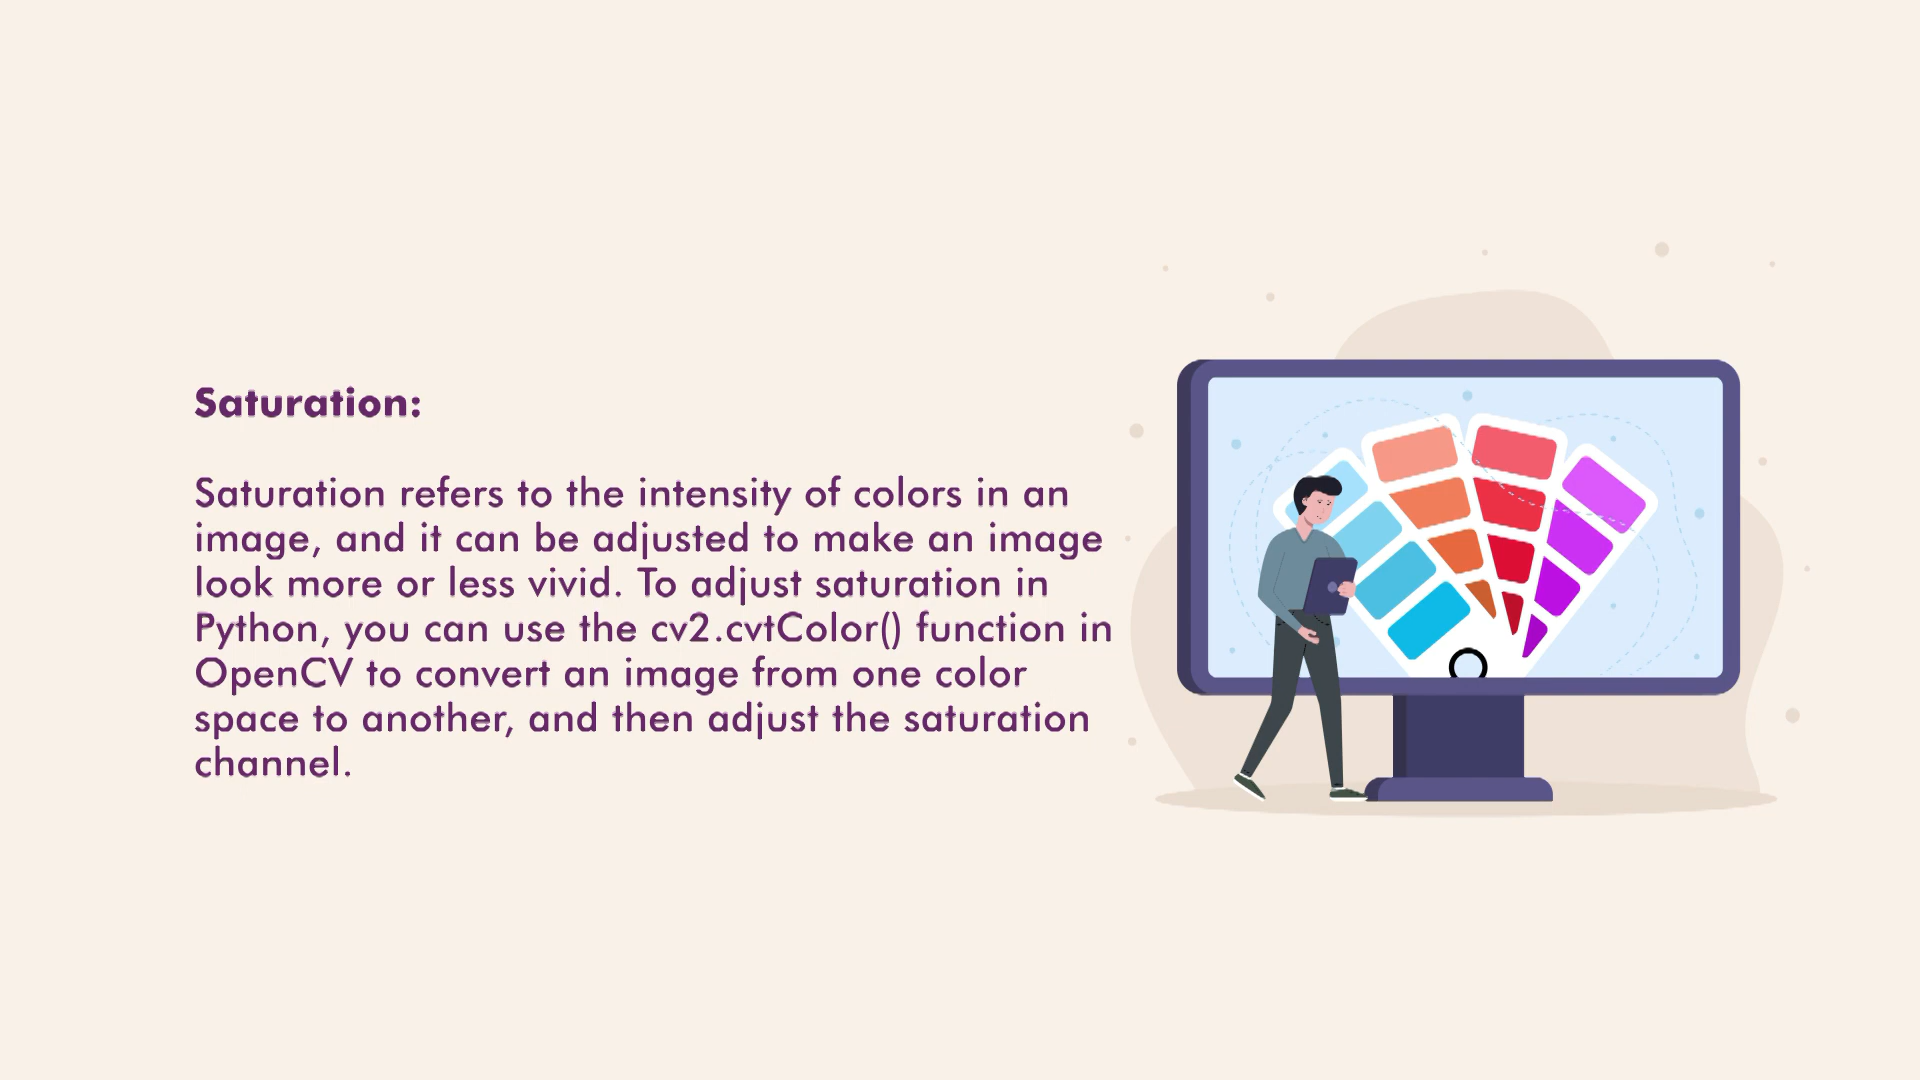 Saturation:
Saturation refers to the intensity of colors in an
image, and it can be adjusted to make an image
look more or less vivid. To adjust saturation in
Python, you can use the cv2.cvtColor() function in
OpenCV to convert an image from one color
space to another, and then adjust the saturation
channel.